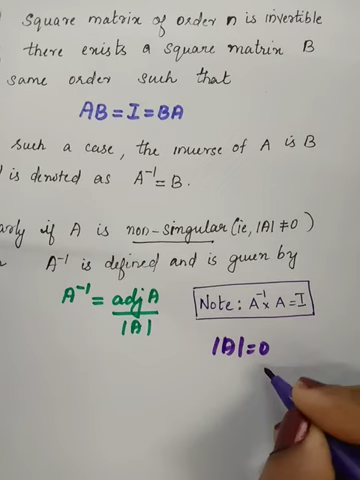 Square matrix of order n is invertible
there exists a square matrix B
same order such that
AB = I = BA
Such a case, the inverse of A is B
is denoted as A⁻¹ = B.
if A is non-singular (ie, |A| ≠ 0)
A⁻¹ is defined and is given by
A⁻¹ = adj A / |A|
Note: A⁻¹ x A = I
|A| = 0